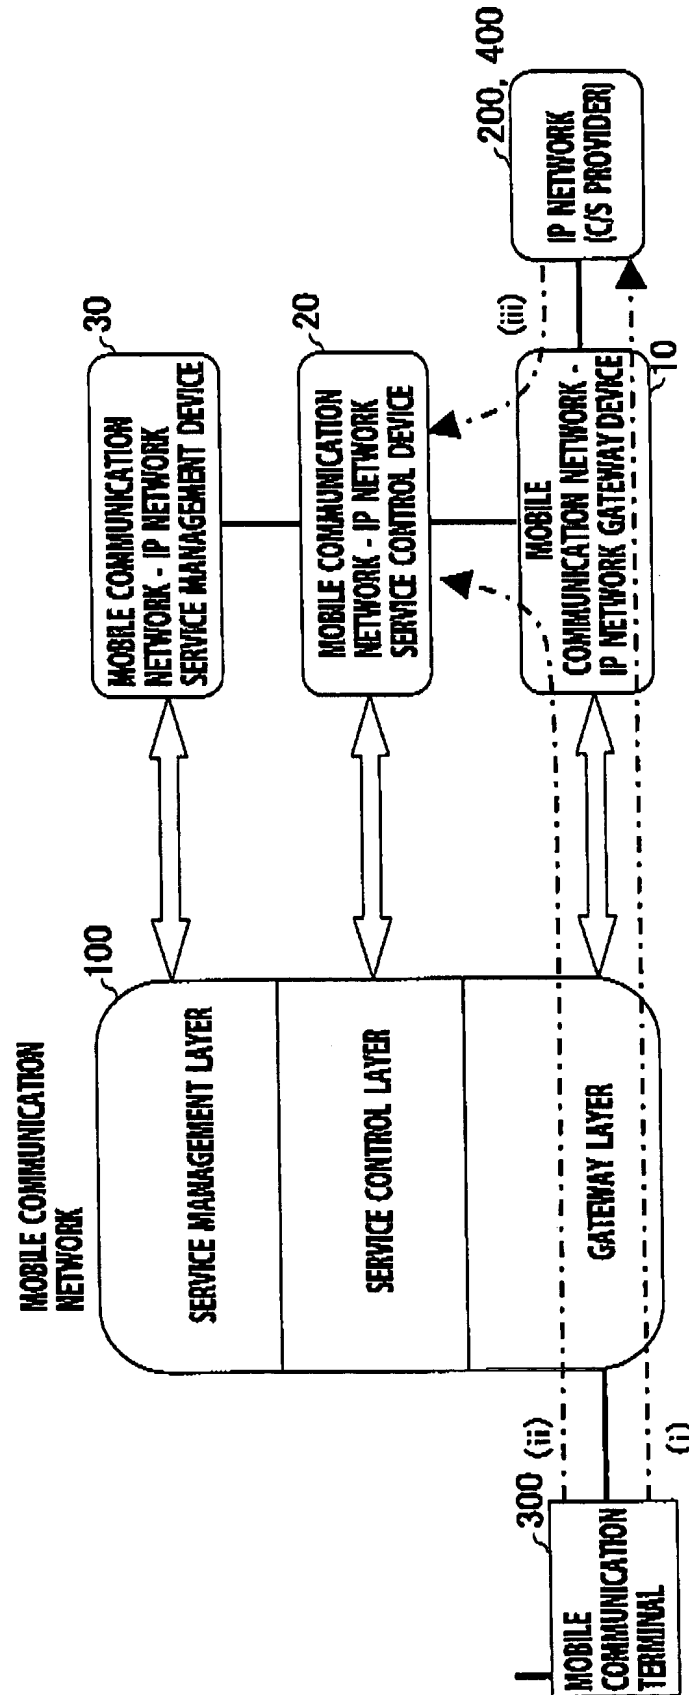 MOBILE COMMUNICATION
NETWORK
100
SERVICE MANAGEMENT LAYER
SERVICE CONTROL LAYER
GATEWAY LAYER
30
MOBILE COMMUNICATION
NETWORK - IP NETWORK
SERVICE MANAGEMENT DEVICE
20
MOBILE COMMUNICATION
NETWORK - IP NETWORK
SERVICE CONTROL DEVICE
MOBILE
COMMUNICATION NETWORK -
IP NETWORK GATEWAY DEVICE
10
200, 400
IP NETWORK
(C/S PROVIDER)
(iii)
300
(ii)
(i)
MOBILE
COMMUNICATION
TERMINAL